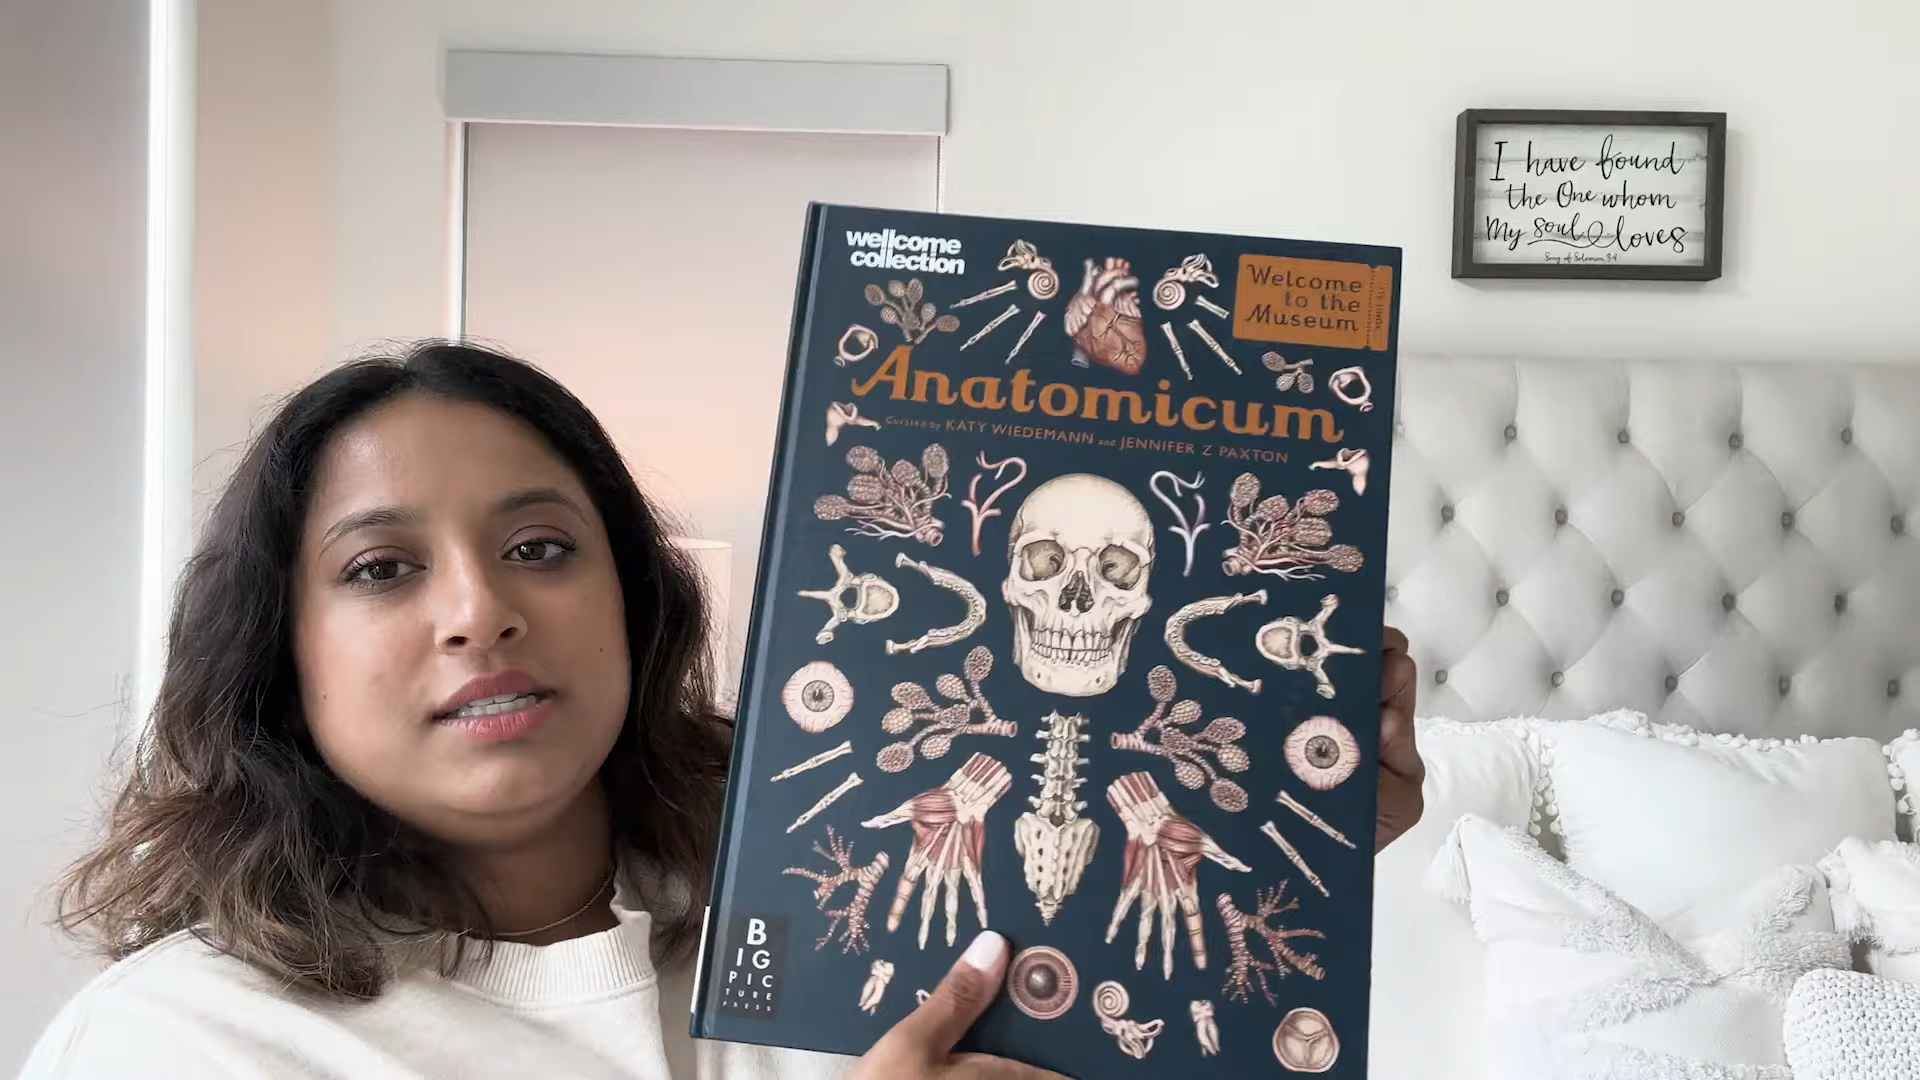 wellcome
collection
Welcome
to the
Museum
Anatomicum
Curated by KATY WIEDEMANN and JENNIFER Z PAXTON
B
IG
PIC
TURE
PRESS
I have found
the One whom
My soul loves
Song of Solomon 3:4